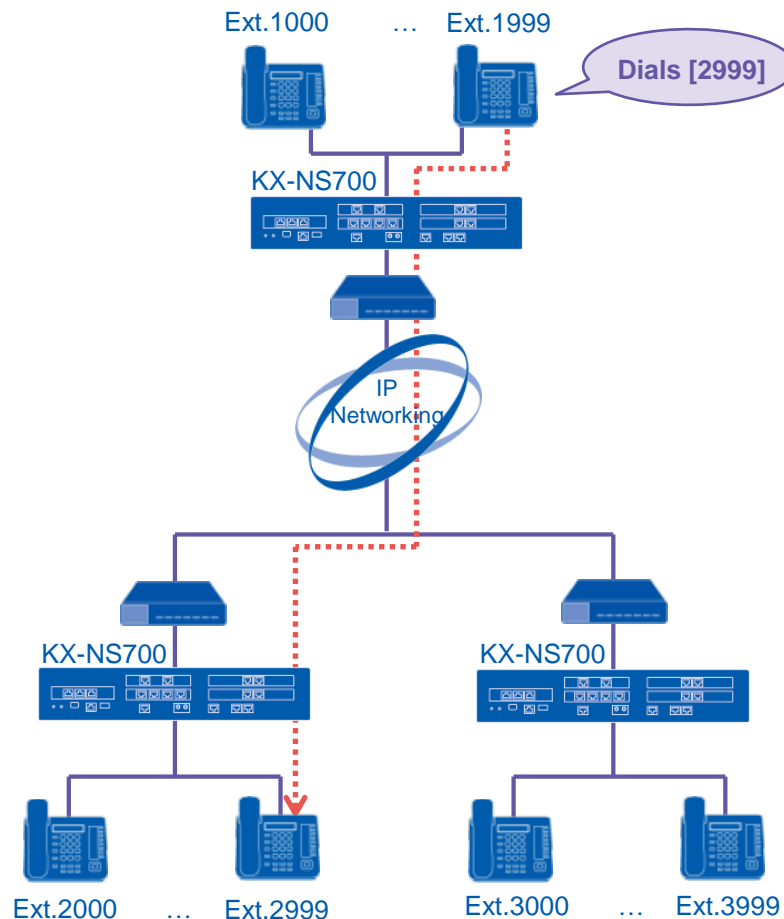 Ext.1000 … Ext.1999
Dials [2999]
KX-NS700
IP
Networking
KX-NS700
KX-NS700
Ext.2000 … Ext.2999
Ext.3000 … Ext.3999